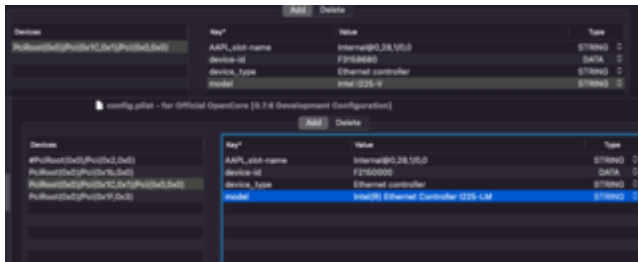 Add Delete
Devices Key* Value Type
PciRoot(0x0)/Pci(0x1C,0x1)/Pci(0x0,0x0) AAPL,slot-name Internal@0,28,1/0,0 STRING
device-id F3158680 DATA
device_type Ethernet controller STRING
model Intel I225-V STRING
config.plist - for Official OpenCore [0.7.6 Development Configuration]
Add Delete
Devices Key* Value Type
#PciRoot(0x0)/Pci(0x2,0x0) AAPL,slot-name Internal@0,28,1/0,0 STRING
PciRoot(0x0)/Pci(0x1b,0x0) device-id F2150000 DATA
PciRoot(0x0)/Pci(0x1C,0x1)/Pci(0x0,0x0) device_type Ethernet controller STRING
PciRoot(0x0)/Pci(0x1F,0x3) model Intel(R) Ethernet Controller I225-LM STRING